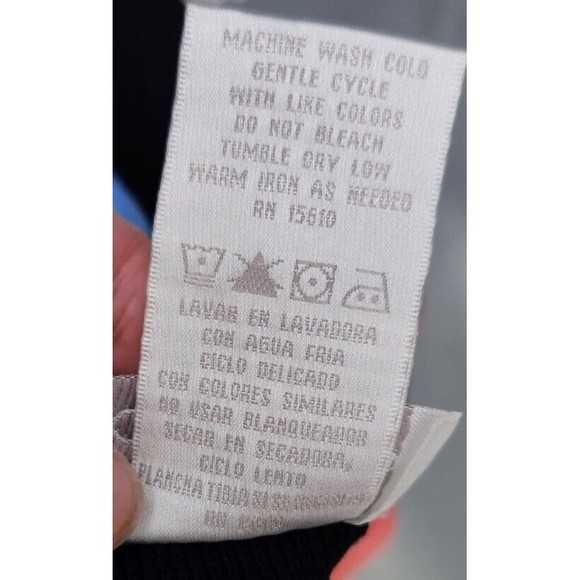 MACHINE WASH COLD
GENTLE CYCLE
WITH LIKE COLORS
DO NOT BLEACH
TUMBLE DRY LOW
WARM IRON AS NEEDED
RN 15610
LAVAR EN LAVADORA
CON AGUA FRIA
CICLO DELICADO
CON COLORES SIMILARES
NO USAR BLANQUEADOR
SECAR EN SECADORA,
CICLO LENTO
PLANCHA TIBIA SI SE
RN